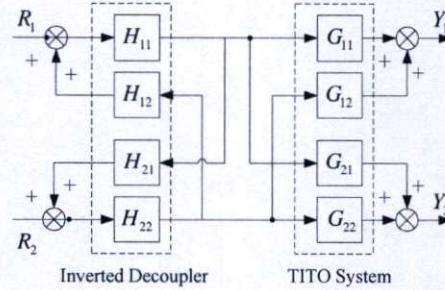 R₁ H₁₁ G₁₁ Y
+ + + +
H₁₂ G₁₂
H₂₁ G₂₁
+ + + +
R₂ H₂₂ G₂₂ Y
Inverted Decoupler TITO System